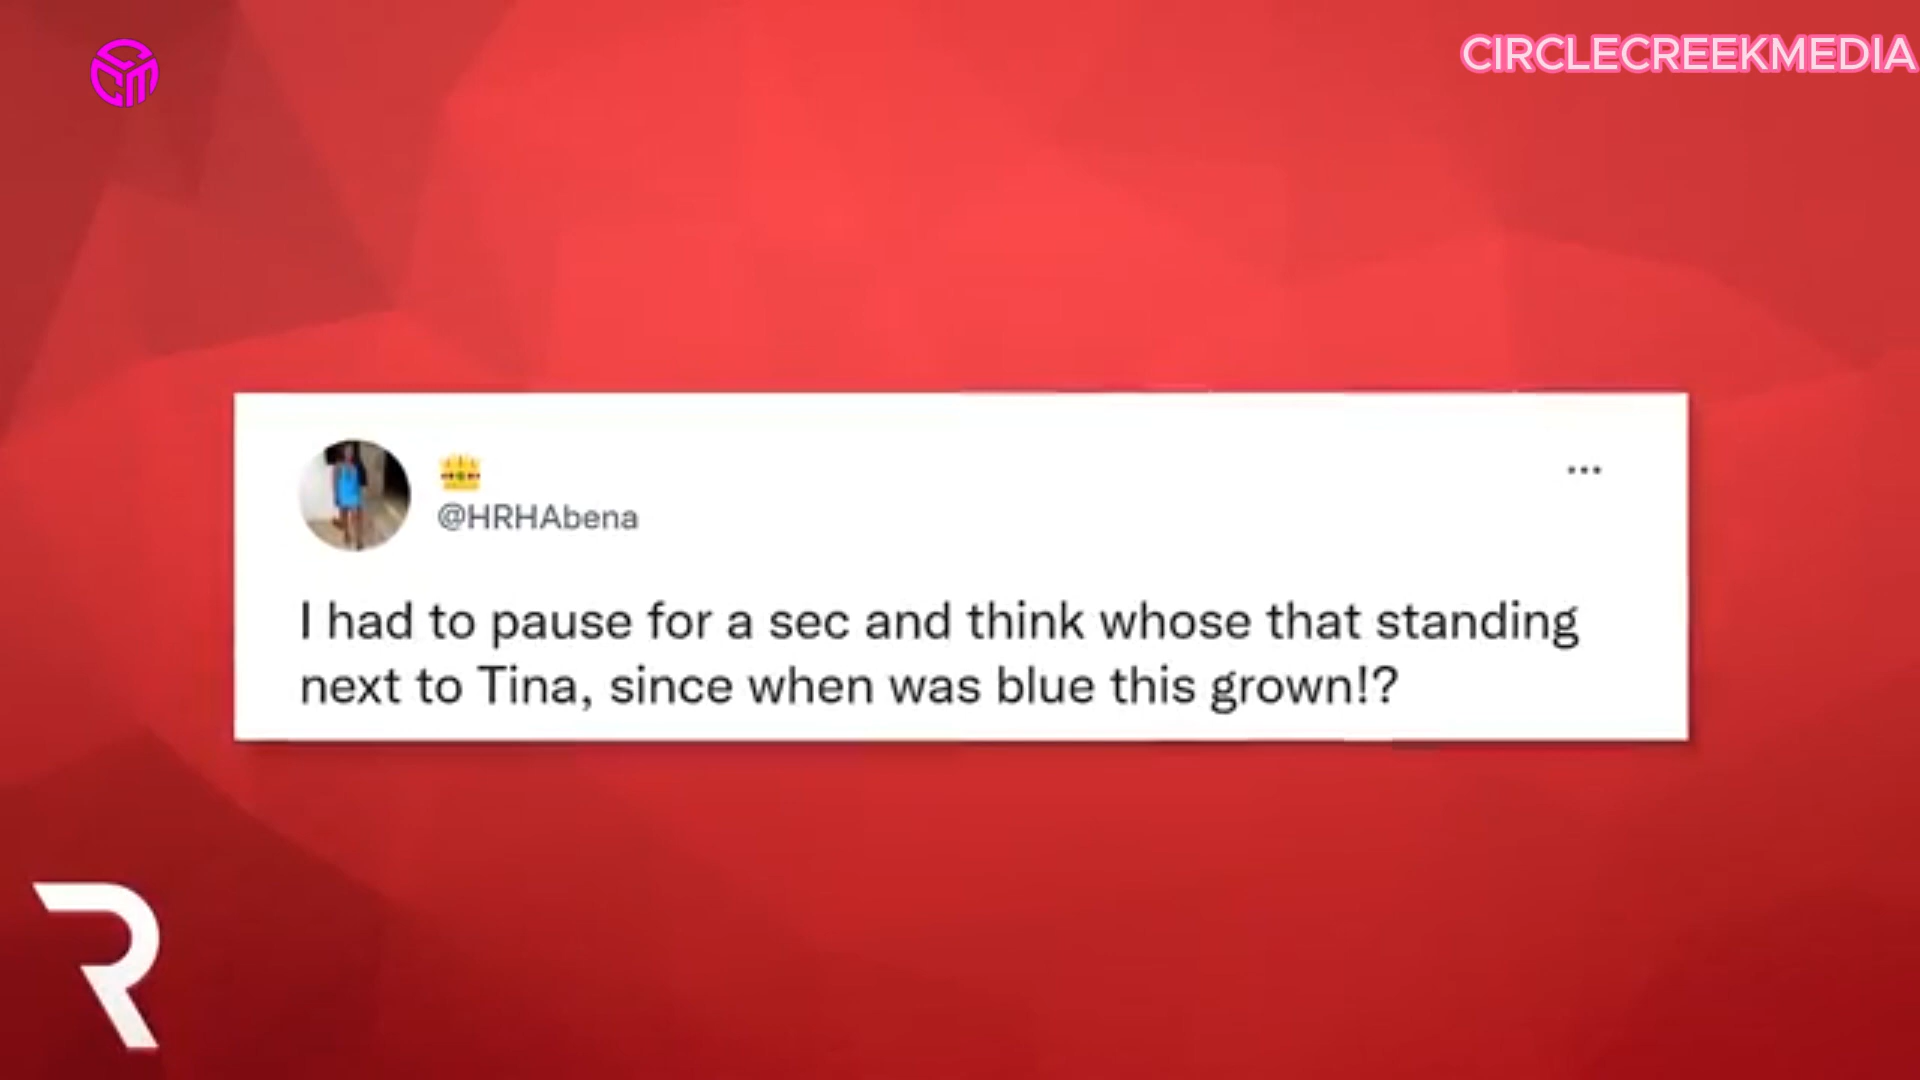 CIRCLECREEKMEDIA
@HRHAbena
I had to pause for a sec and think whose that standing
next to Tina, since when was blue this grown!?
R